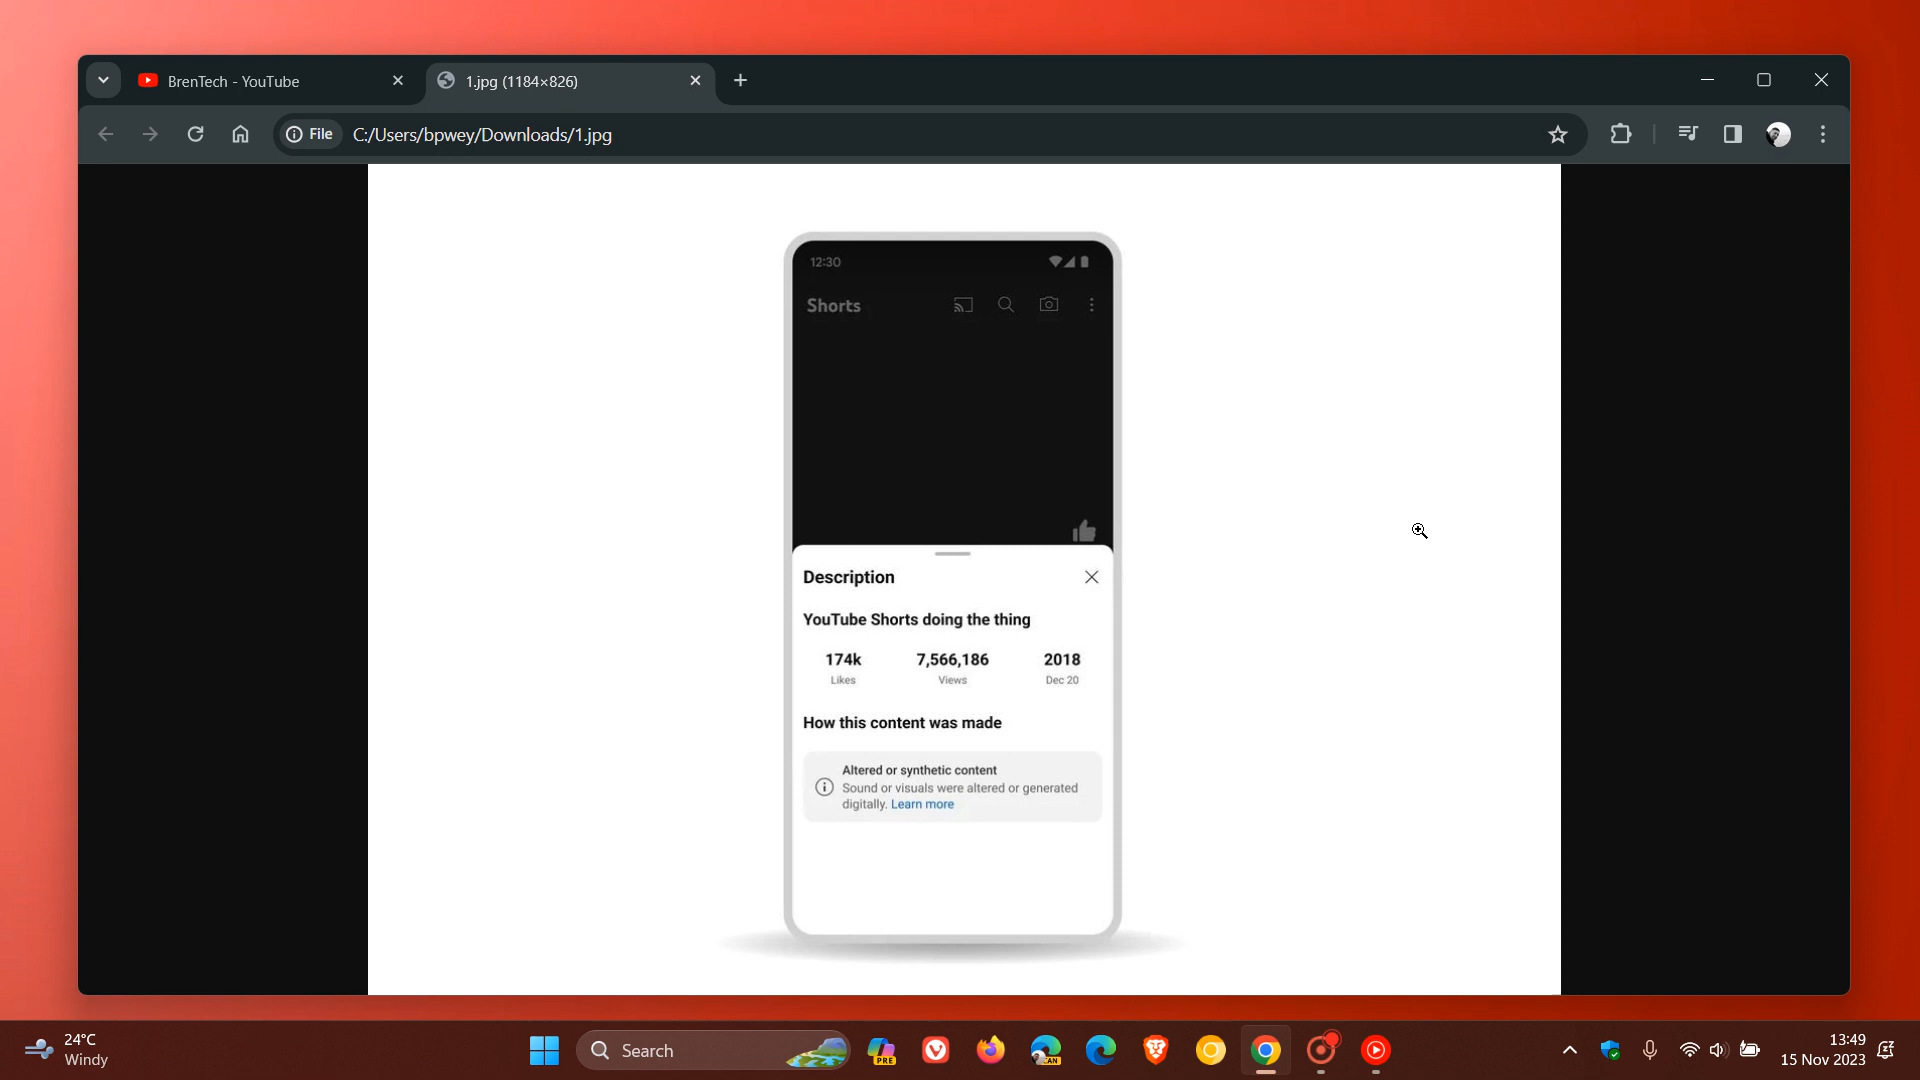 BrenTech - YouTube
1.jpg (1184×826)
File
C:/Users/bpwey/Downloads/1.jpg
12:30
Shorts
Description
YouTube Shorts doing the thing
174k 7,566,186 2018
Likes Views Dec 20
How this content was made
Altered or synthetic content
Sound or visuals were altered or generated
digitally. Learn more
24°C
Windy
Search
PRE
CAN
13:49
15 Nov 2023